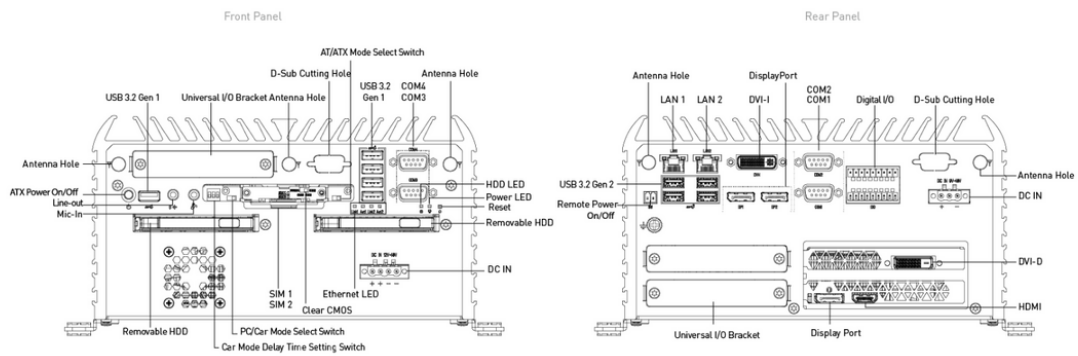 Front Panel
Rear Panel
AT/ATX Mode Select Switch
D-Sub Cutting Hole
USB 3.2
Gen 1
COM4
COM3
Antenna Hole
USB 3.2 Gen 1
Universal I/O Bracket
Antenna Hole
Antenna Hole
ATX Power On/Off
Line-out
Mic-In
HDD LED
Power LED
Reset
Removable HDD
DC IN
SIM 1
SIM 2
Ethernet LED
Clear CMOS
Removable HDD
PC/Car Mode Select Switch
Car Mode Delay Time Setting Switch
Antenna Hole
DisplayPort
LAN 1
LAN 2
DVI-I
COM2
COM1
Digital I/O
D-Sub Cutting Hole
Antenna Hole
USB 3.2 Gen 2
Remote Power
On/Off
DC IN
DVI-D
HDMI
Universal I/O Bracket
Display Port